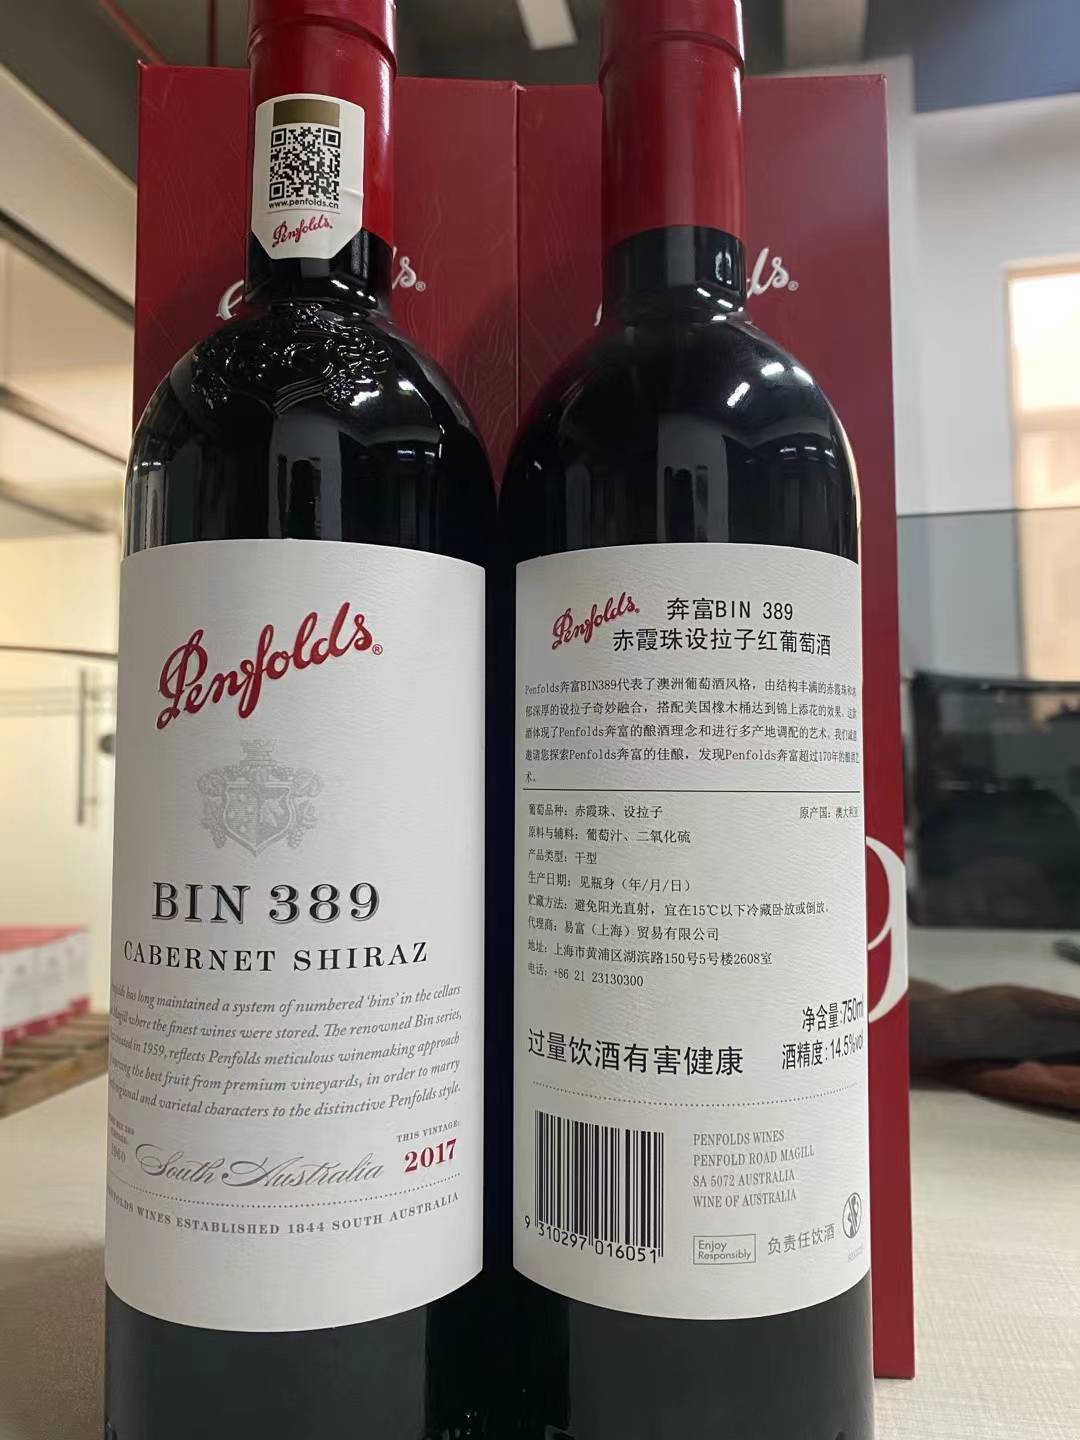 www.penfolds.cn
Penfolds
ds®
ds®
Penfolds®
BIN 389
CABERNET SHIRAZ
has long maintained a system of numbered 'bins' in the cellars
Magill where the finest wines were stored. The renowned Bin series,
in 1959, reflects Penfolds meticulous winemaking approach
the best fruit from premium vineyards, in order to marry
regional and varietal characters to the distinctive Penfolds style.
THIS VINTAGE:
South Australia 2017
WINES ESTABLISHED 1844 SOUTH AUSTRALIA
Penfolds 奔富BIN 389
赤霞珠设拉子红葡萄酒
Penfolds奔富BIN389代表了澳洲葡萄酒风格，由结构丰满的赤霞珠和
郁深厚的设拉子奇妙融合，搭配美国橡木桶达到锦上添花的效果。这款
酒体现了Penfolds奔富的酿酒理念和进行多产地调配的艺术。我们诚意
邀请您探索Penfolds奔富的佳酿，发现Penfolds奔富超过170年的酿酒艺
术。
葡萄品种：赤霞珠、设拉子 原产国：澳大利亚
原料与辅料：葡萄汁、二氧化硫
产品类型：干型
生产日期：见瓶身（年/月/日）
贮藏方法：避免阳光直射，宜在15℃以下冷藏卧放或倒放。
代理商：易富（上海）贸易有限公司
地址：上海市黄浦区湖滨路150号5号楼2608室
电话：+86 21 23130300
净含量:750ml
过量饮酒有害健康 酒精度:14.5%vol
PENFOLDS WINES
PENFOLD ROAD MAGILL
SA 5072 AUSTRALIA
WINE OF AUSTRALIA
9 310297 016051
Enjoy
Responsibly 负责任饮酒
9